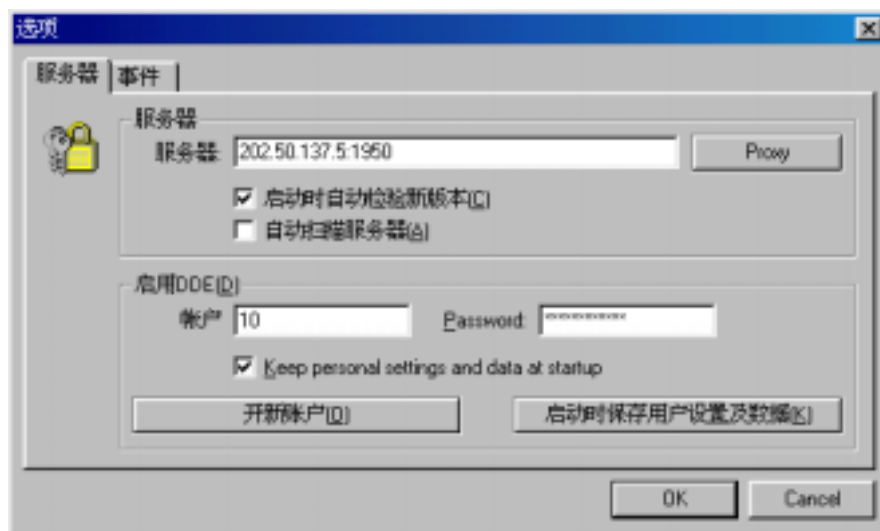 选项
服务器 事件
服务器
服务器: 202.50.137.5:1950 Proxy
启动时自动检验新版本(C)
自动扫描服务器(A)
启用DDE(D)
帐户 10 Password: ********
Keep personal settings and data at startup
开新账户(O) 启动时保存用户设置及数据(K)
OK Cancel